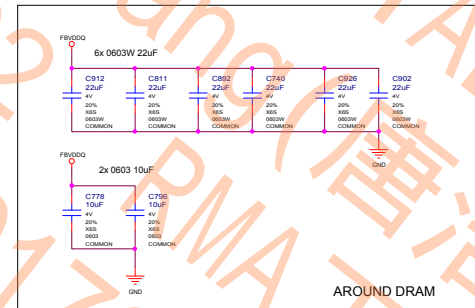 FBVDDQ
6x 0603W 22uF
C912 C811 C892 C740 C926 C902
22uF 22uF 22uF 22uF 22uF 22uF
4V 4V 4V 4V 4V 4V
20% 20% 20% 20% 20% 20%
X6S X6S X6S X6S X6S X6S
0603W 0603W 0603W 0603W 0603W 0603W
COMMON COMMON COMMON COMMON COMMON COMMON
GND
FBVDDQ
2x 0603 10uF
C778 C796
10uF 10uF
4V 4V
20% 20%
X6S X6S
0603 0603
COMMON COMMON
GND
AROUND DRAM
RMA